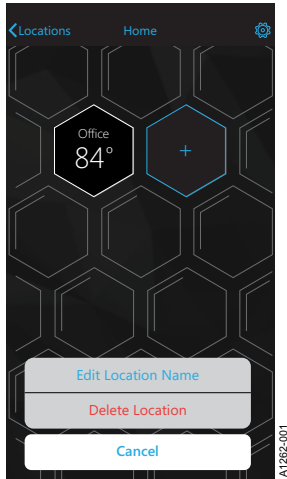 Locations Home
Office
84°
+
Edit Location Name
Delete Location
Cancel
A1262-001